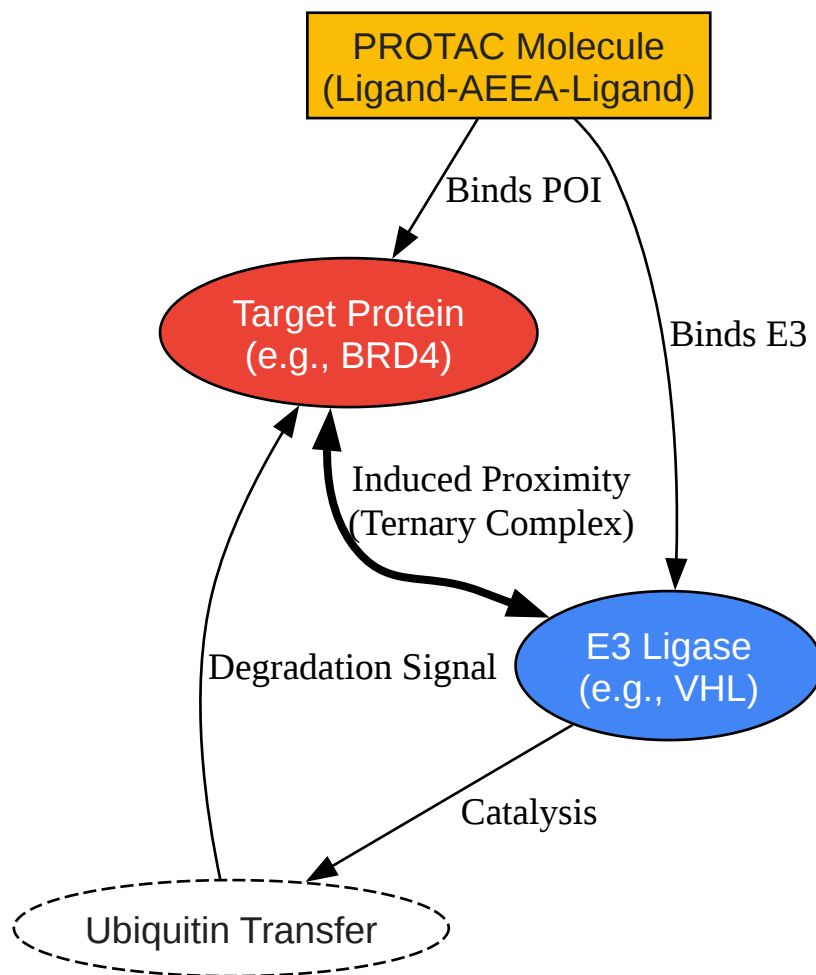 PROTAC Molecule
(Ligand-AEEA-Ligand)
Binds POI
Target Protein
(e.g., BRD4)
Binds E3
Induced Proximity
(Ternary Complex)
E3 Ligase
(e.g., VHL)
Degradation Signal
Catalysis
Ubiquitin Transfer